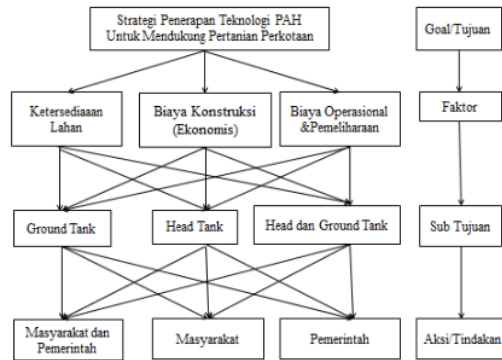 Strategi Penerapan Teknologi PAH
Untuk Mendukung Pertanian Perkotaan
Goal/Tujuan
Ketersediaaan
Lahan
Biaya Konstruksi
(Ekonomis)
Biaya Operasional
&Pemeliharaan
Faktor
Ground Tank
Head Tank
Head dan Ground Tank
Sub Tujuan
Masyarakat dan
Pemerintah
Masyarakat
Pemerintah
Aksi/Tindakan